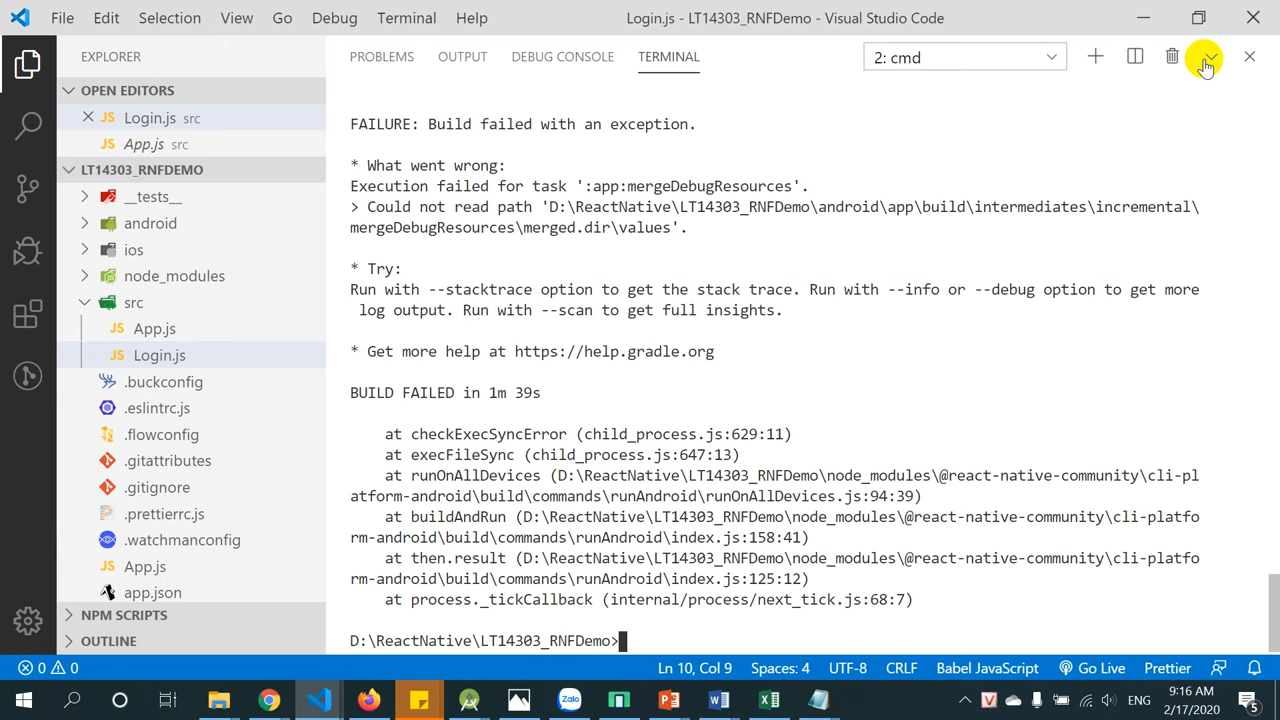 File Edit Selection View Go Debug Terminal Help Login.js - LT14303_RNFDemo - Visual Studio Code
EXPLORER
OPEN EDITORS
JS Login.js src
JS App.js src
LT14303_RNFDEMO
__tests__
android
ios
node_modules
src
JS App.js
JS Login.js
.buckconfig
.eslintrc.js
.flowconfig
.gitattributes
.gitignore
.prettierrc.js
.watchmanconfig
JS App.js
app.json
NPM SCRIPTS
OUTLINE
PROBLEMS OUTPUT DEBUG CONSOLE TERMINAL 2: cmd
FAILURE: Build failed with an exception.
* What went wrong:
Execution failed for task ':app:mergeDebugResources'.
> Could not read path 'D:\ReactNative\LT14303_RNFDemo\android\app\build\intermediates\incremental\
mergeDebugResources\merged.dir\values'.
* Try:
Run with --stacktrace option to get the stack trace. Run with --info or --debug option to get more
log output. Run with --scan to get full insights.
* Get more help at https://help.gradle.org
BUILD FAILED in 1m 39s
at checkExecSyncError (child_process.js:629:11)
at execFileSync (child_process.js:647:13)
at runOnAllDevices (D:\ReactNative\LT14303_RNFDemo\node_modules\@react-native-community\cli-pl
atform-android\build\commands\runAndroid\runOnAllDevices.js:94:39)
at buildAndRun (D:\ReactNative\LT14303_RNFDemo\node_modules\@react-native-community\cli-platfo
rm-android\build\commands\runAndroid\index.js:158:41)
at then.result (D:\ReactNative\LT14303_RNFDemo\node_modules\@react-native-community\cli-platfo
rm-android\build\commands\runAndroid\index.js:125:12)
at process._tickCallback (internal/process/next_tick.js:68:7)
D:\ReactNative\LT14303_RNFDemo>
0 0 Ln 10, Col 9 Spaces: 4 UTF-8 CRLF Babel JavaScript Go Live Prettier
Zalo ENG 9:16 AM
2/17/2020 5